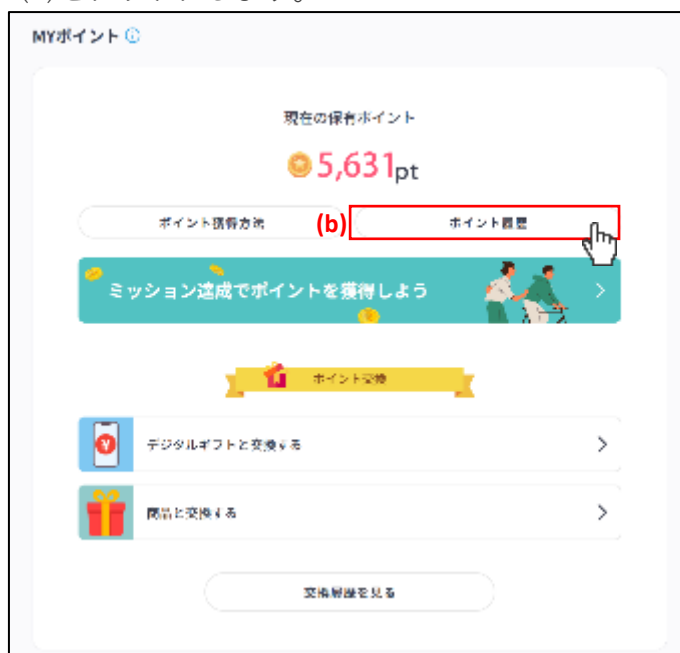 MYポイント
現在の保有ポイント
5,631pt
ポイント獲得方法
(b)
ポイント履歴
ミッション達成でポイントを獲得しよう
ポイント交換
デジタルギフトと交換する
商品と交換する
交換履歴を見る